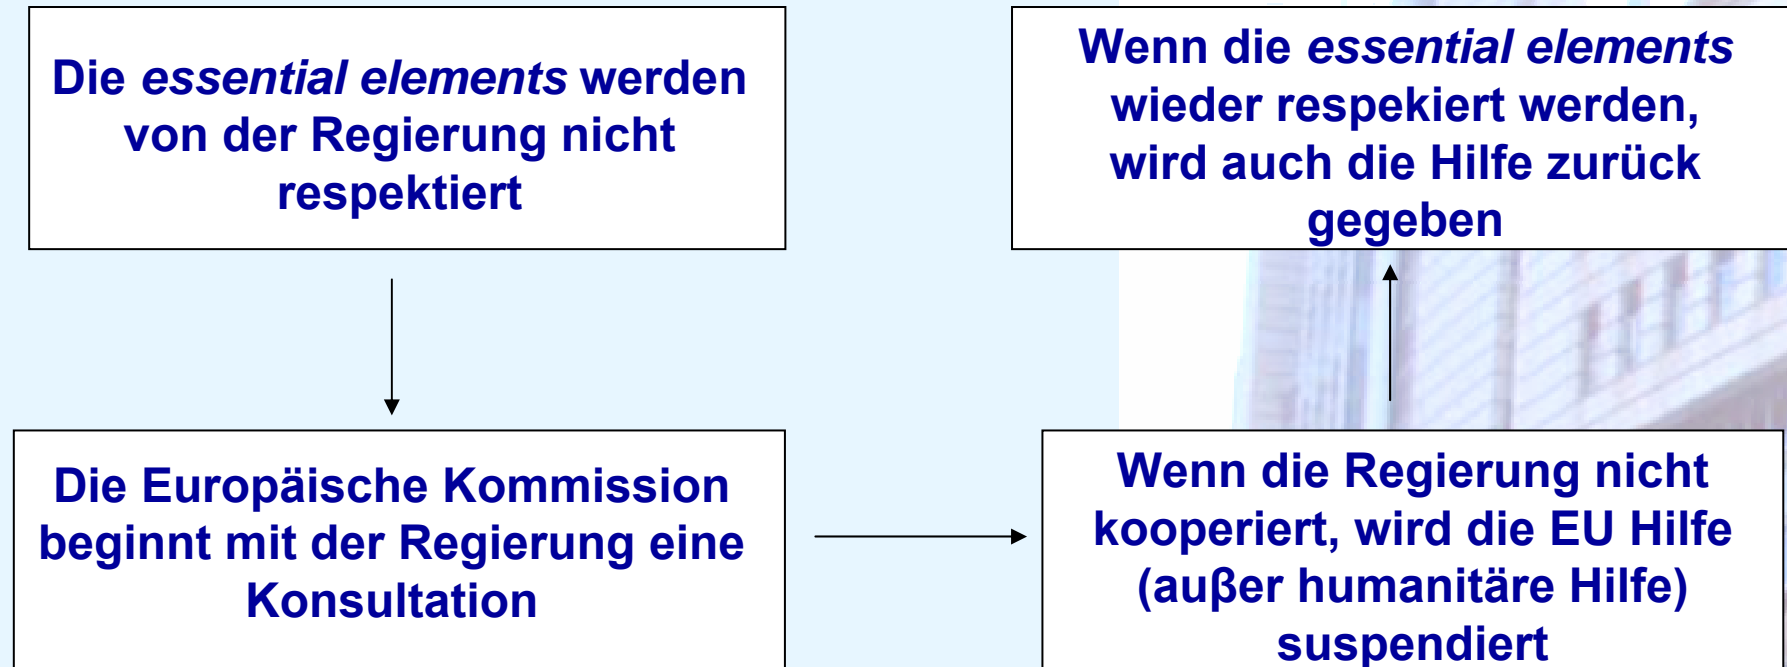 Die essential elements werden
von der Regierung nicht
respektiert
Die Europäische Kommission
beginnt mit der Regierung eine
Konsultation
Wenn die Regierung nicht
kooperiert, wird die EU Hilfe
(auβer humanitäre Hilfe)
suspendiert
Wenn die essential elements
wieder respekiert werden,
wird auch die Hilfe zurück
gegeben